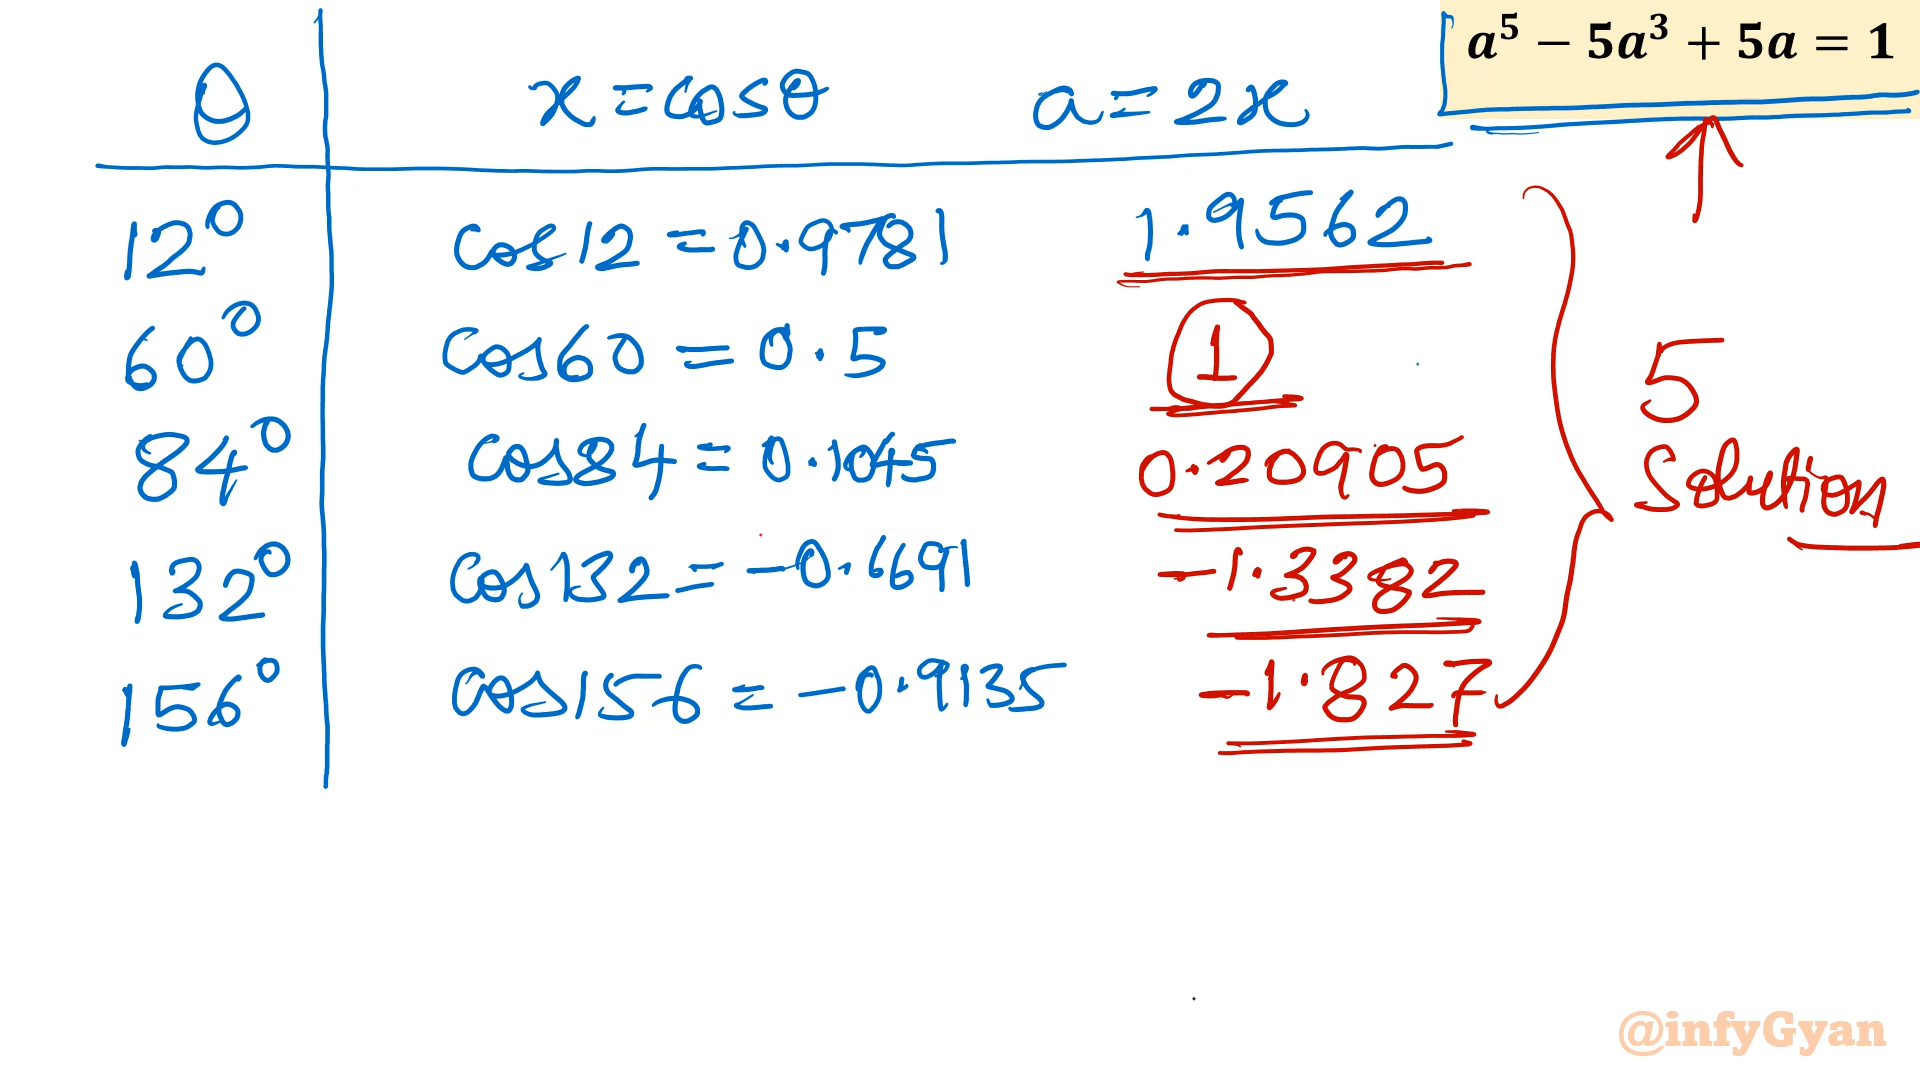 a⁵ − 5a³ + 5a = 1
θ x = cosθ a = 2x
12° cos12 = 0.9781 1.9562
60° cos60 = 0.5 1
84° cos84 = 0.1045 0.20905
132° cos132 = -0.6691 -1.3382
156° cos156 = -0.9135 -1.827
5
Solution
@infyGyan